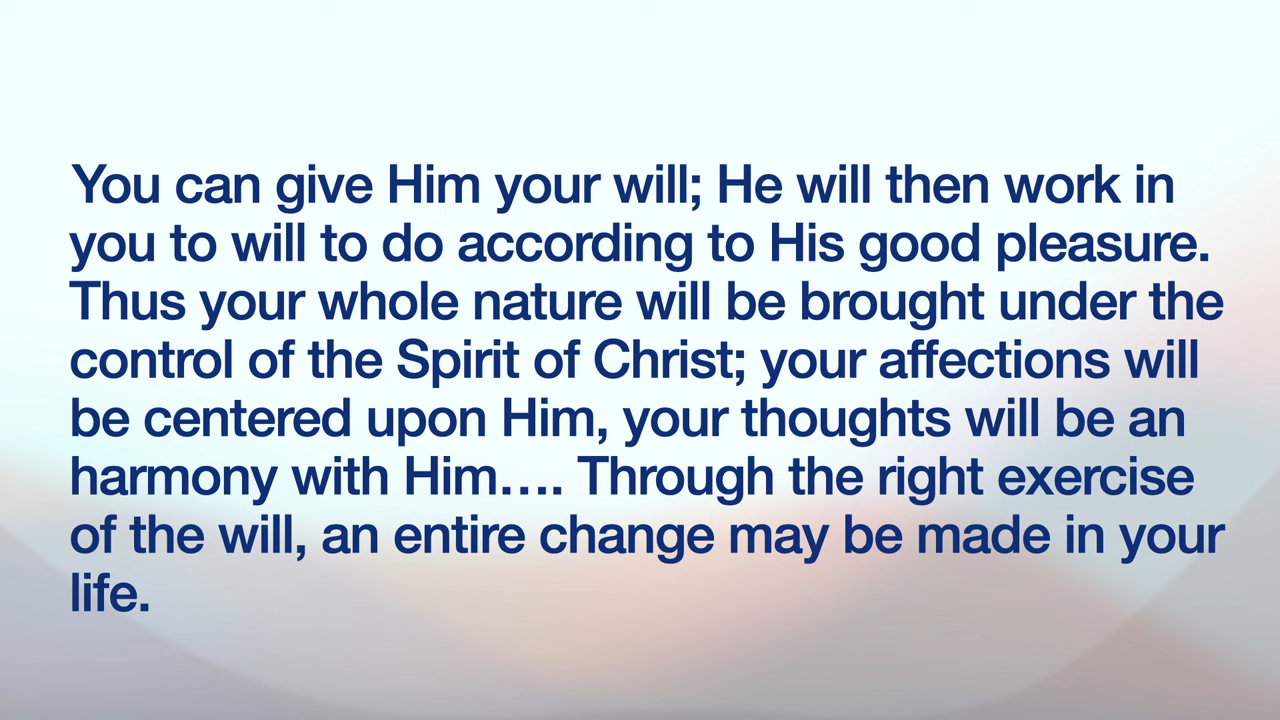 You can give Him your will; He will then work in
you to will to do according to His good pleasure.
Thus your whole nature will be brought under the
control of the Spirit of Christ; your affections will
be centered upon Him, your thoughts will be an
harmony with Him…. Through the right exercise
of the will, an entire change may be made in your
life.